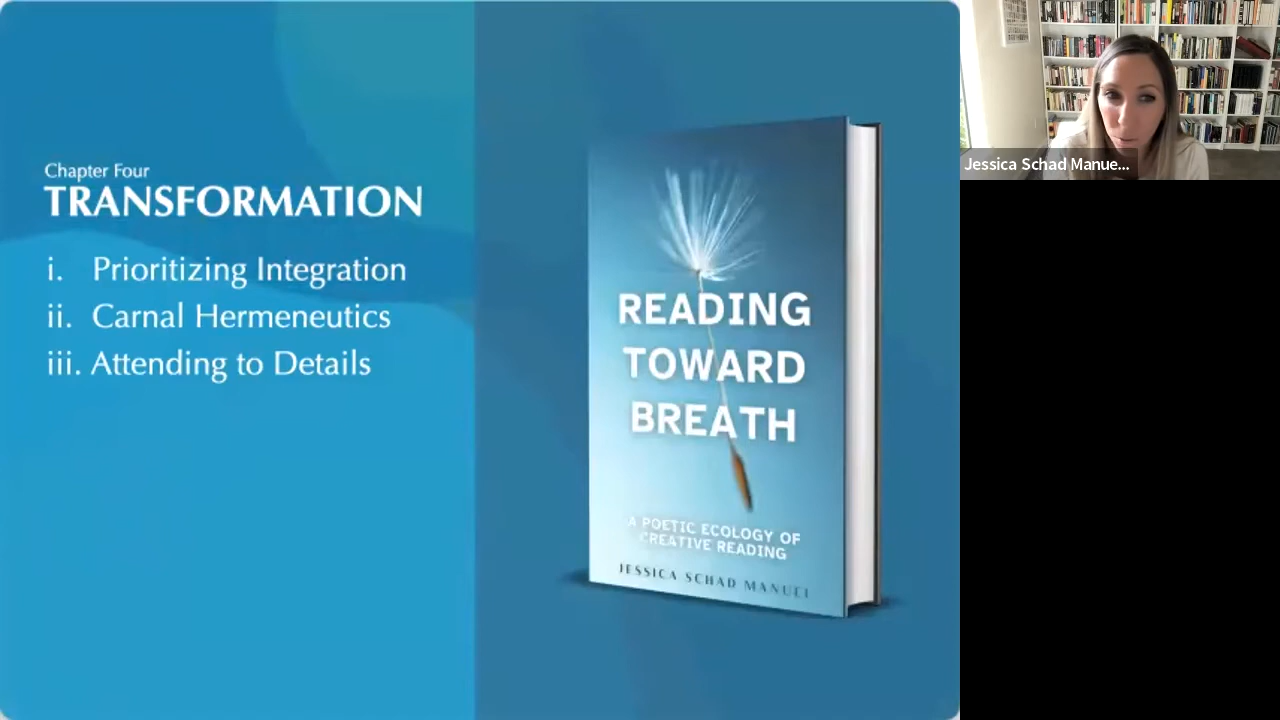 Chapter Four
TRANSFORMATION
i. Prioritizing Integration
ii. Carnal Hermeneutics
iii. Attending to Details
READING
TOWARD
BREATH
A POETIC ECOLOGY OF
CREATIVE READING
JESSICA SCHAD MANUEL
Jessica Schad Manue...